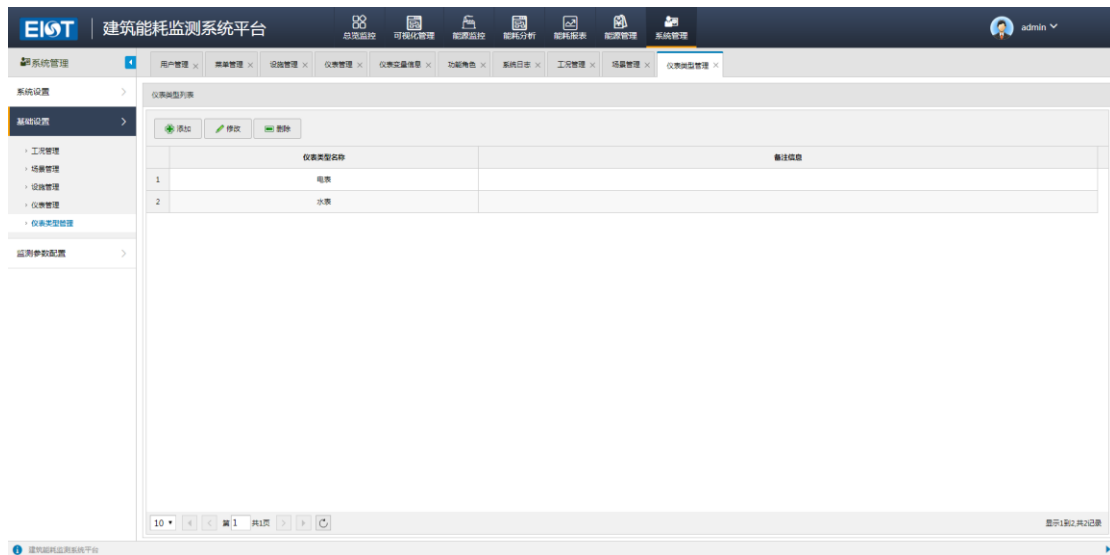 EIOT 建筑能耗监测系统平台 总览监控 可视化管理 能源监控 能耗分析 能耗报表 能源管理 系统管理 admin
系统管理 用户管理 菜单管理 设施管理 仪表管理 仪表变量信息 功能角色 系统日志 工况管理 场景管理 仪表类型管理
系统设置
仪表类型列表
基础设置
添加 修改 删除
工况管理
场景管理
设施管理
仪表管理
仪表类型管理
监测参数配置
仪表类型名称 备注信息
1 电表
2 水表
10 第 1 共1页 显示1到2,共2记录
建筑能耗监测系统平台